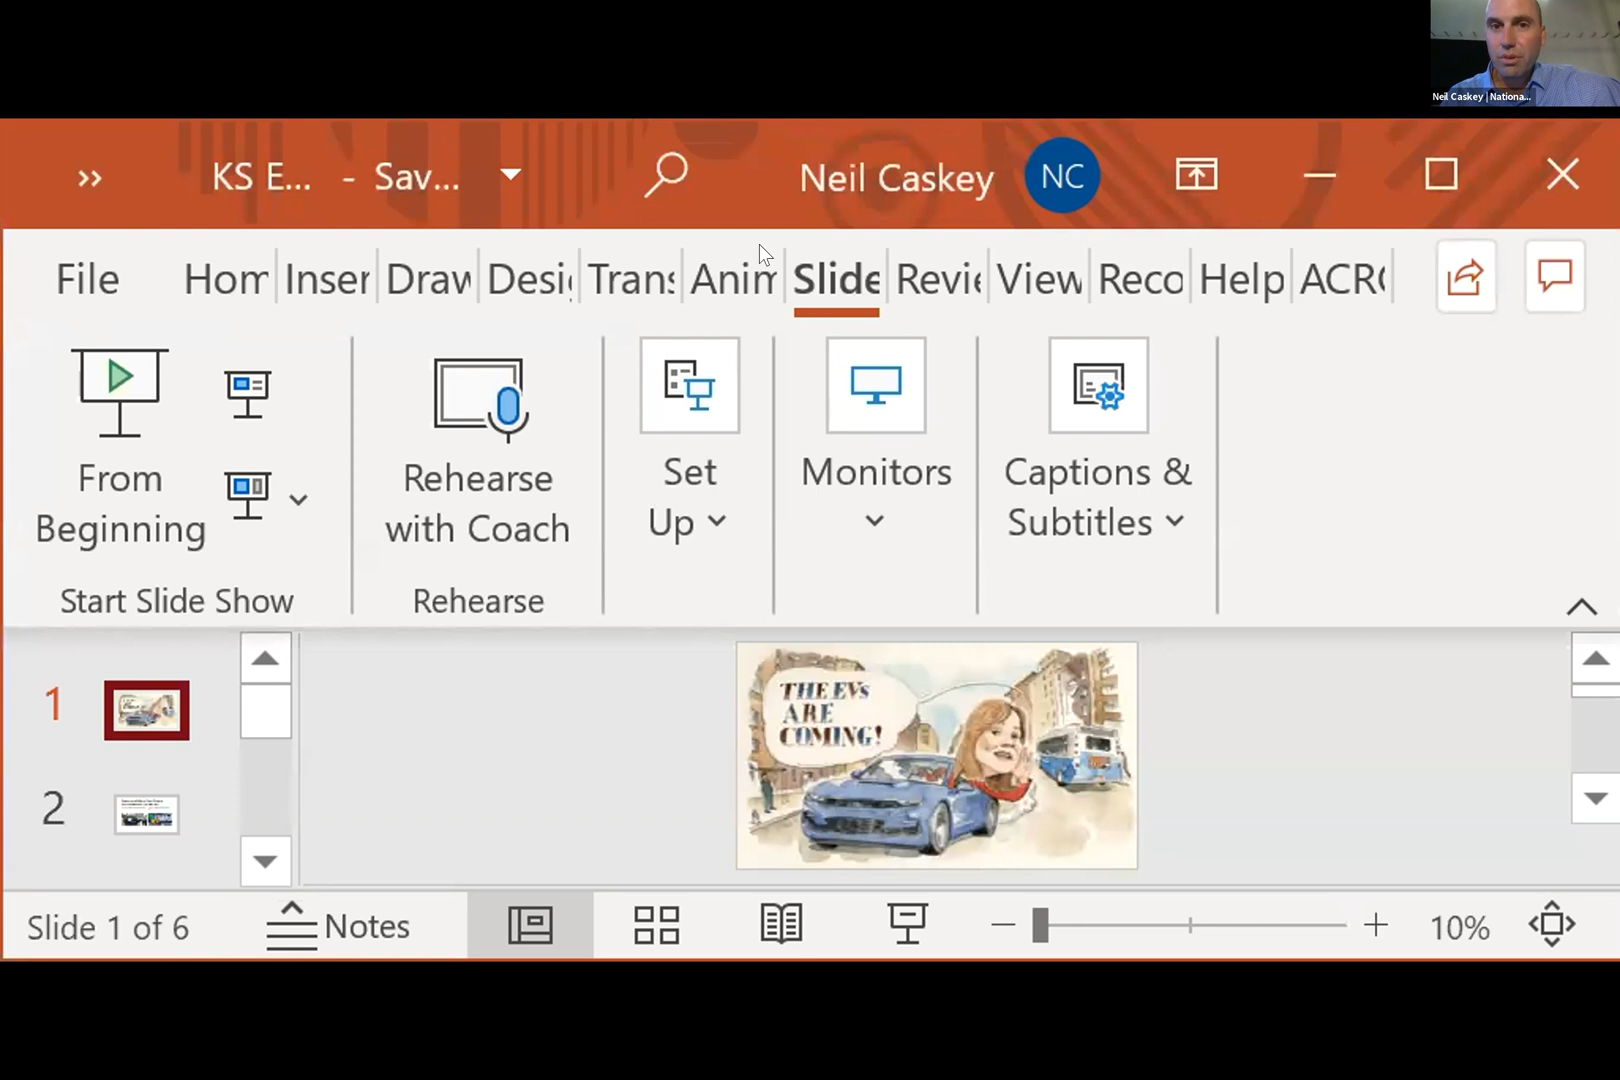 Neil Caskey | Nationa...
KS E... - Sav...
Neil Caskey NC
File Hom Inser Draw Desi Trans Anim Slide Revie View Reco Help ACRO
From
Beginning
Rehearse
with Coach
Set
Up
Monitors
Captions &
Subtitles
Start Slide Show
Rehearse
1
2
THE EVs
ARE
COMING!
Slide 1 of 6
Notes
10%